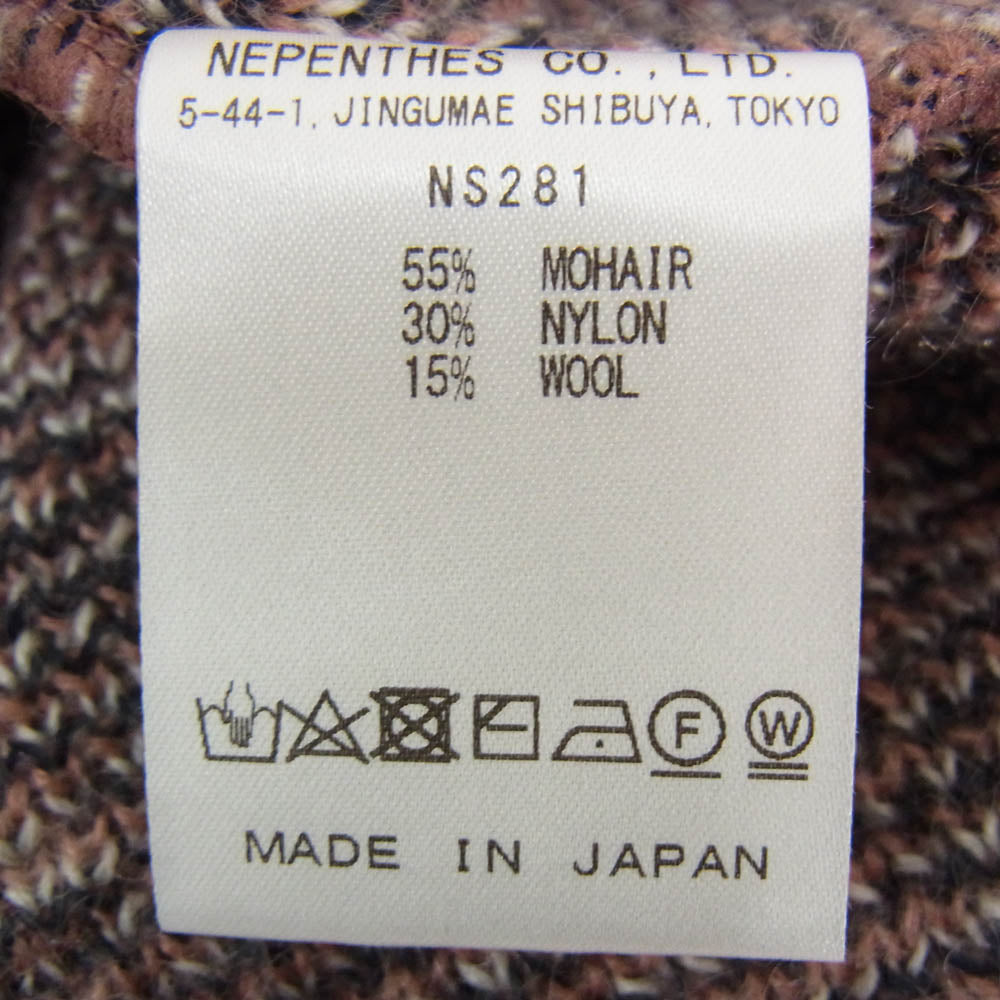 NEPENTHES CO., LTD.
5-44-1, JINGUMAE SHIBUYA, TOKYO
NS281
55% MOHAIR
30% NYLON
15% WOOL
F W
MADE IN JAPAN